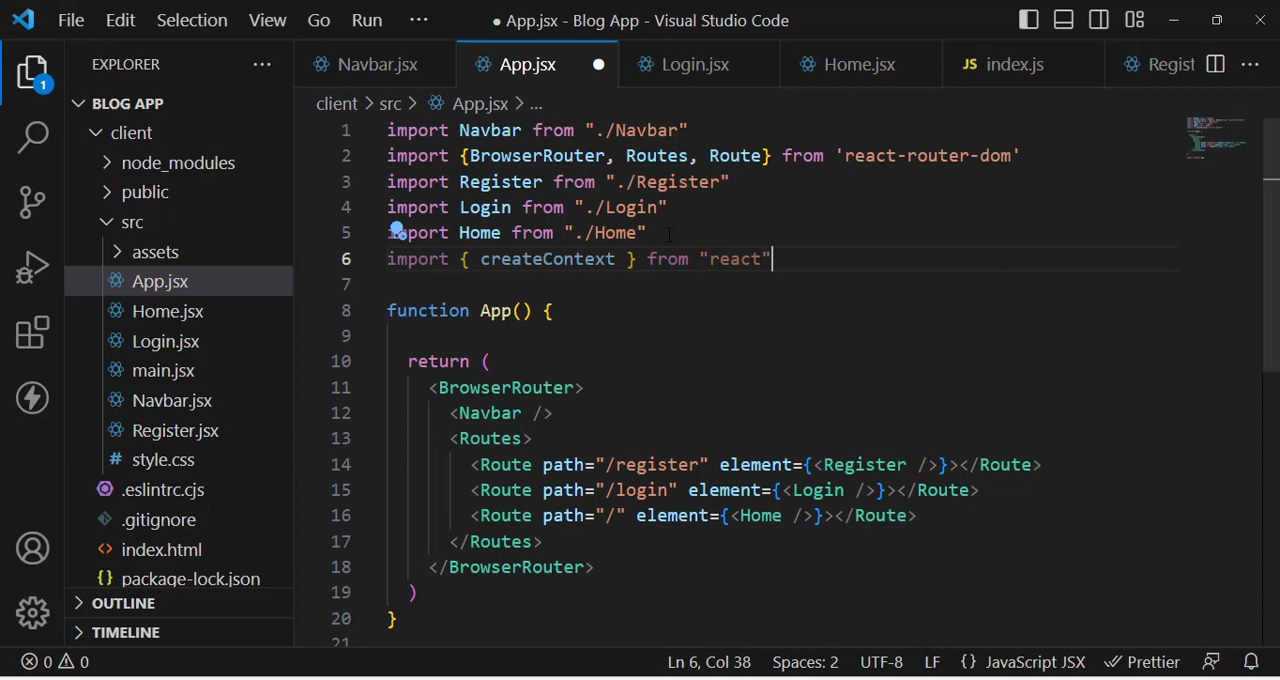 File Edit Selection View Go Run ··· ● App.jsx - Blog App - Visual Studio Code
EXPLORER ···
1
BLOG APP
client
node_modules
public
src
assets
App.jsx
Home.jsx
Login.jsx
main.jsx
Navbar.jsx
Register.jsx
# style.css
.eslintrc.cjs
.gitignore
<> index.html
{} package-lock.json
OUTLINE
TIMELINE
Navbar.jsx App.jsx ● Login.jsx Home.jsx JS index.js Regist ···
client > src > App.jsx > ...
1 import Navbar from "./Navbar"
2 import {BrowserRouter, Routes, Route} from 'react-router-dom'
3 import Register from "./Register"
4 import Login from "./Login"
5 import Home from "./Home"
6 import { createContext } from "react"
7
8 function App() {
9
10 return (
11 <BrowserRouter>
12 <Navbar />
13 <Routes>
14 <Route path="/register" element={<Register />}></Route>
15 <Route path="/login" element={<Login />}></Route>
16 <Route path="/" element={<Home />}></Route>
17 </Routes>
18 </BrowserRouter>
19 )
20 }
21
0 0 Ln 6, Col 38 Spaces: 2 UTF-8 LF {} JavaScript JSX Prettier